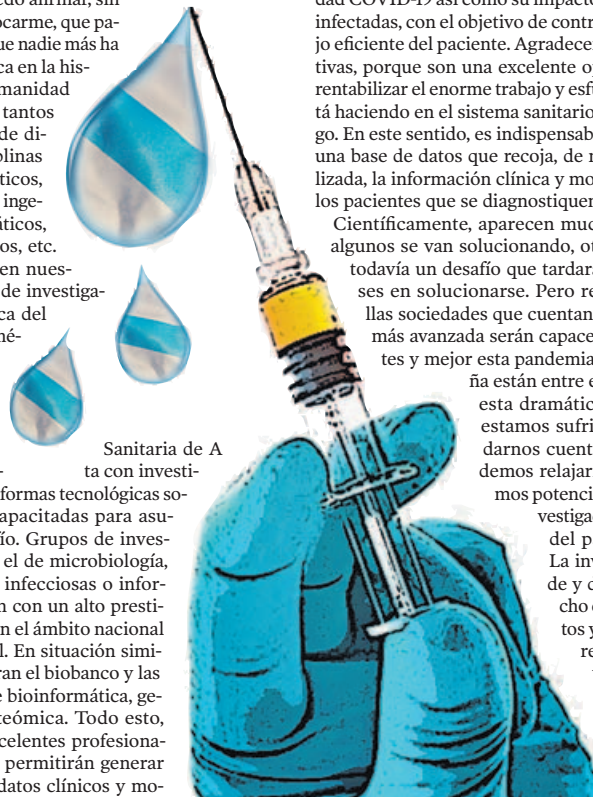 edo afirmar, sin
ocarme, que pa-
ue nadie más ha
ca en la his-
manidad
tantos
de di-
plinas
ticos,
inge-
áticos,
os, etc.
en nues-
de investiga-
ca del
mé-
Sanitaria de A
ta con investi-
formas tecnológicas so-
apacitadas para asu-
ío. Grupos de inves-
el de microbiología,
infecciosas o infor-
n con un alto presti-
n el ámbito nacional
l. En situación simi-
ran el biobanco y las
e bioinformática, ge-
teómica. Todo esto,
celentes profesiona-
permitirán generar
datos clínicos y mo-
dad COVID-19 así como su impacto
infectadas, con el objetivo de contr
jo eficiente del paciente. Agradece
tivas, porque son una excelente o
rentabilizar el enorme trabajo y esfu
tá haciendo en el sistema sanitario
go. En este sentido, es indispensab
una base de datos que recoja, de
lizada, la información clínica y mo
los pacientes que se diagnostiquen
Científicamente, aparecen muc
algunos se van solucionando, ot
todavía un desafío que tardará
ses en solucionarse. Pero re
llas sociedades que cuentan
más avanzada serán capace
tes y mejor esta pandemia
ña están entre e
esta dramátic
estamos sufri
darnos cuent
demos relajar
mos potenci
vestiga
del p
La inv
de y c
cho
tos y
re